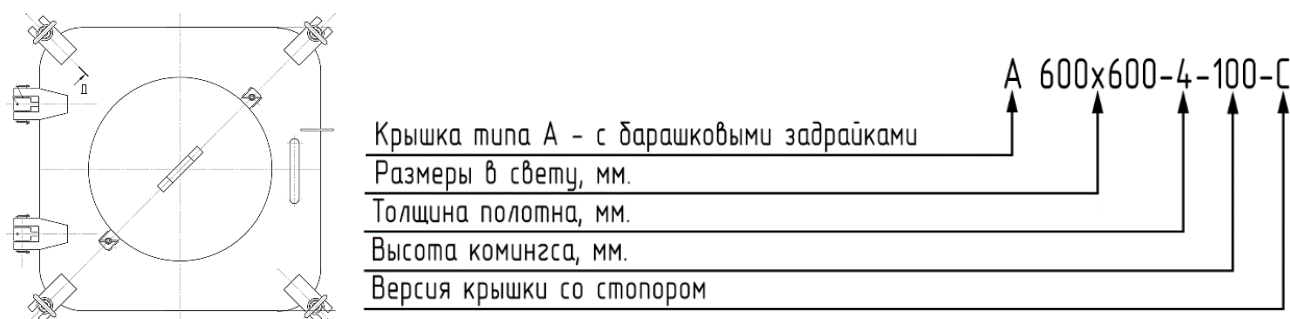 Д
А 600х600-4-100-С
Крышка типа А - с барашковыми задрайками
Размеры в свету, мм.
Толщина полотна, мм.
Высота комингса, мм.
Версия крышки со стопором